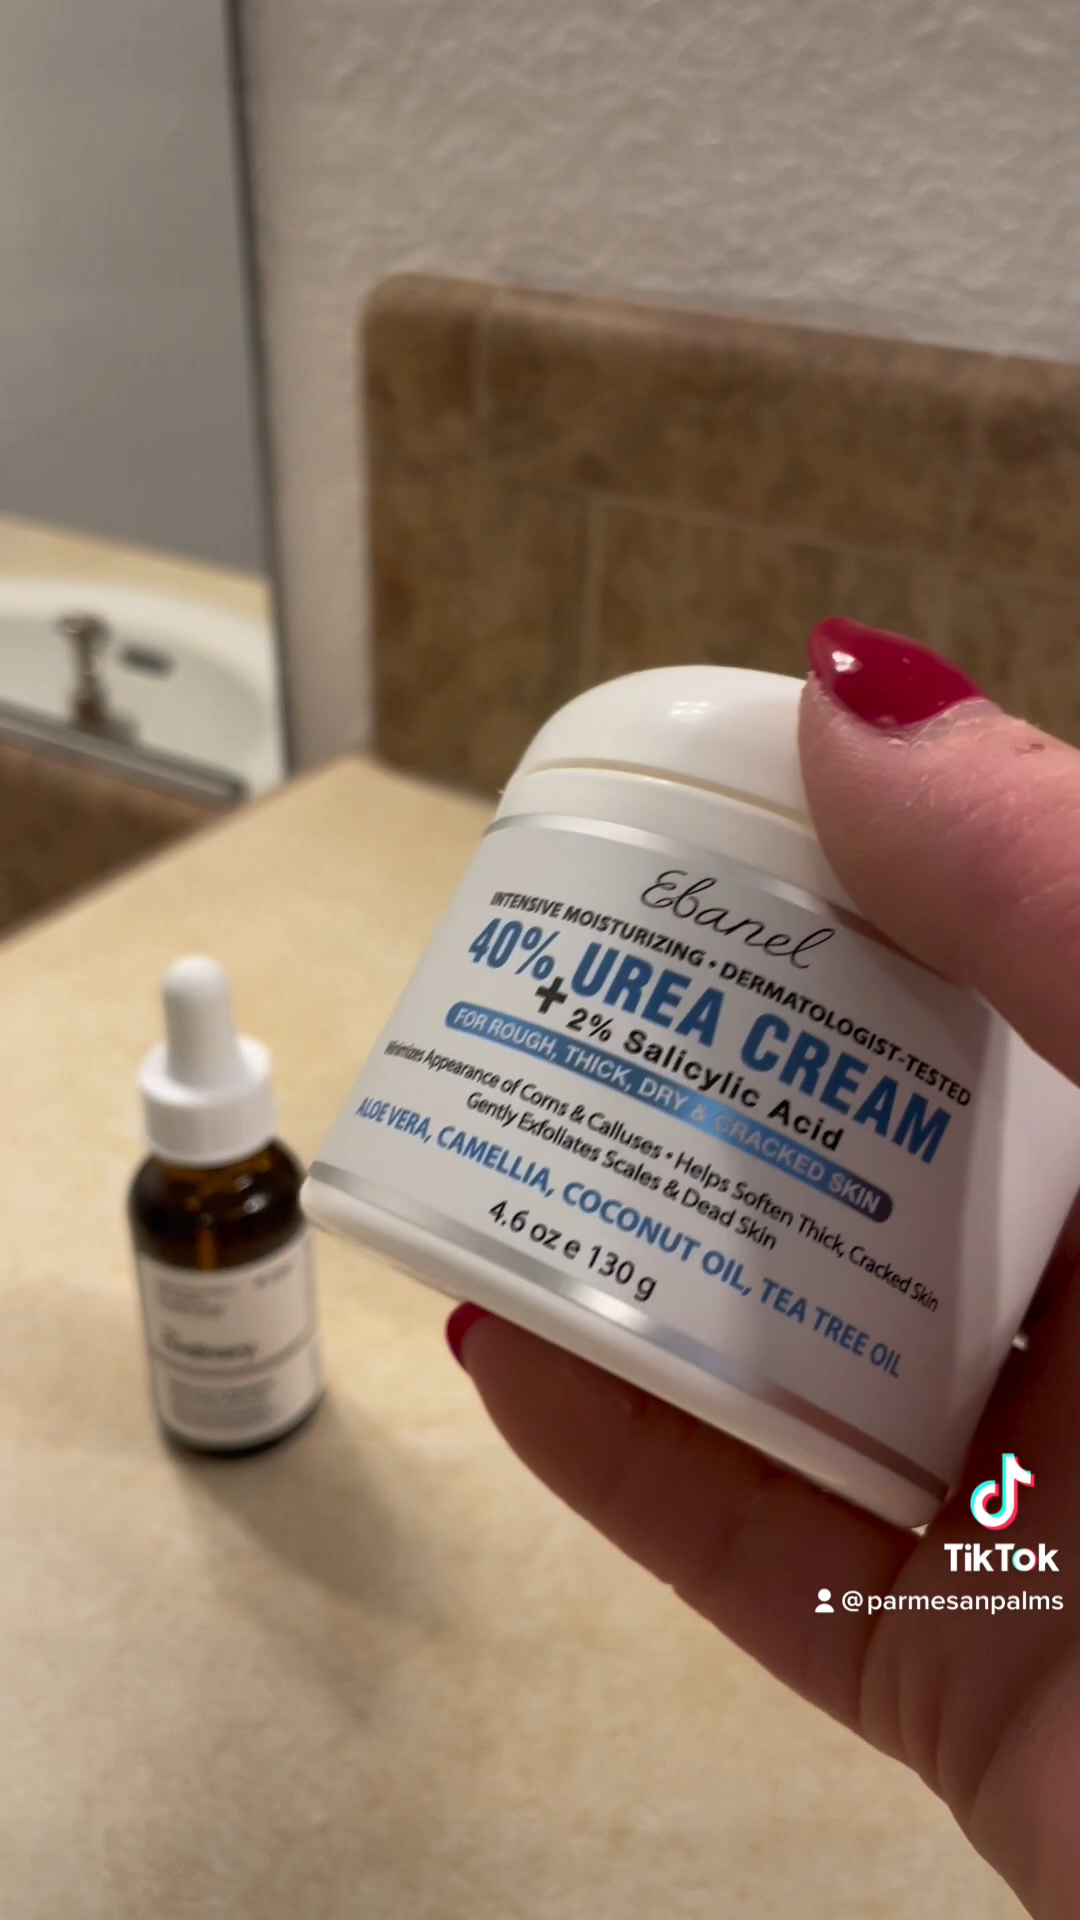 Ebanel
INTENSIVE MOISTURIZING • DERMATOLOGIST-TESTED
40% UREA CREAM
+ 2% Salicylic Acid
FOR ROUGH, THICK, DRY & CRACKED SKIN
Minimizes Appearance of Corns & Calluses • Helps Soften Thick, Cracked Skin
Gently Exfoliates Scales & Dead Skin
ALOE VERA, CAMELLIA, COCONUT OIL, TEA TREE OIL
4.6 oz e 130 g
TikTok
@parmesanpalms